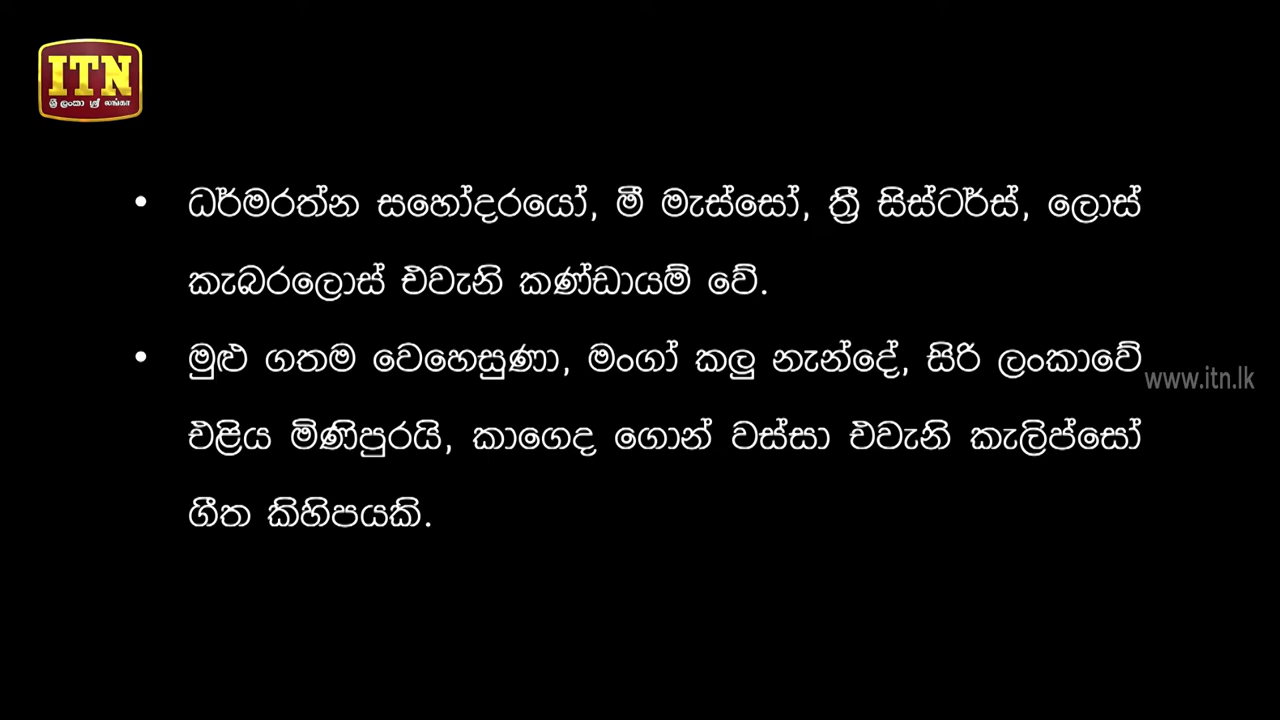 ITN
ශ්‍රී ලංකා ஸ்ரீ லங்கா
• ධර්මරත්න සහෝදරයෝ, මී මැස්සෝ, ත්‍රී සිස්ටර්ස්, ලොස්
කැබරලොස් එවැනි කණ්ඩායම් වේ.
• මුළු ගතම වෙහෙසුණා, මංගෝ කලු නැන්දේ, සිරි ලංකාවේ
www.itn.lk
එළිය මිණිපුරයි, කාගෙද ගොන් වස්සා එවැනි කැලිප්සෝ
ගීත කිහිපයකි.